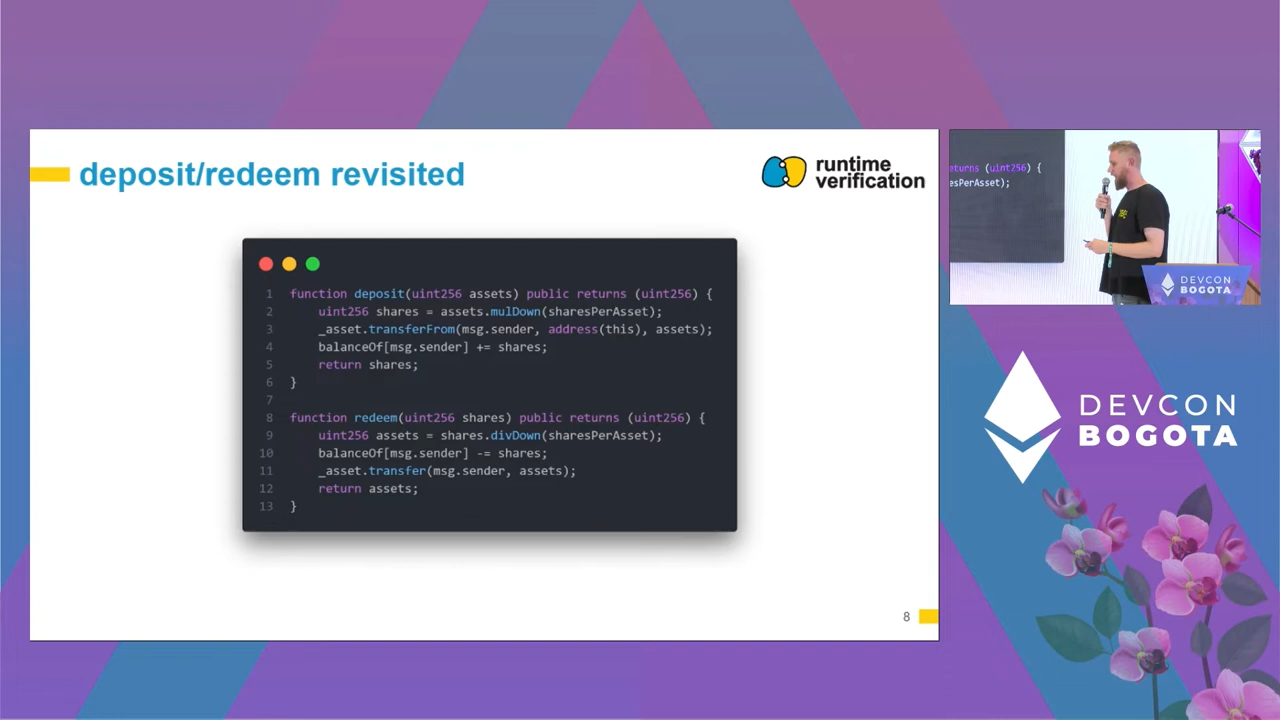 deposit/redeem revisited
runtime
verification
1 function deposit(uint256 assets) public returns (uint256) {
2 uint256 shares = assets.mulDown(sharesPerAsset);
3 _asset.transferFrom(msg.sender, address(this), assets);
4 balanceOf[msg.sender] += shares;
5 return shares;
6 }
7
8 function redeem(uint256 shares) public returns (uint256) {
9 uint256 assets = shares.divDown(sharesPerAsset);
10 balanceOf[msg.sender] -= shares;
11 _asset.transfer(msg.sender, assets);
12 return assets;
13 }
8
eturns (uint256) {
esPerAsset);
DEVCON
BOGOTA
DEVCON
BOGOTA